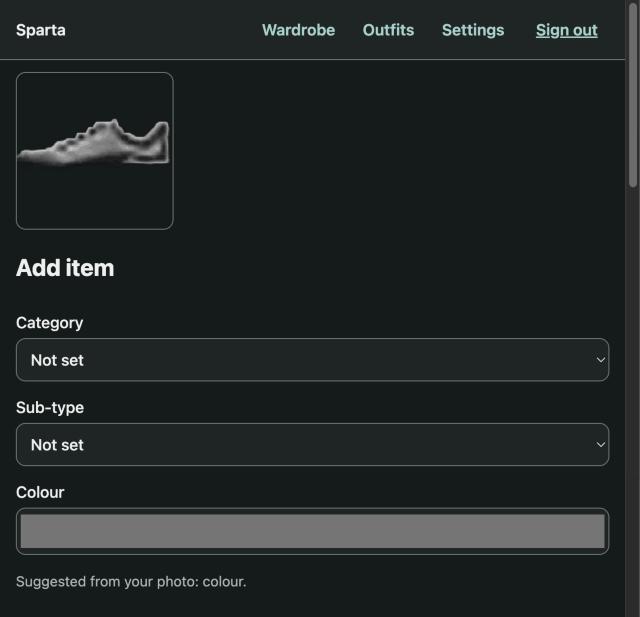 Sparta
Wardrobe
Outfits
Settings
Sign out
Add item
Category
Not set
Sub-type
Not set
Colour
Suggested from your photo: colour.